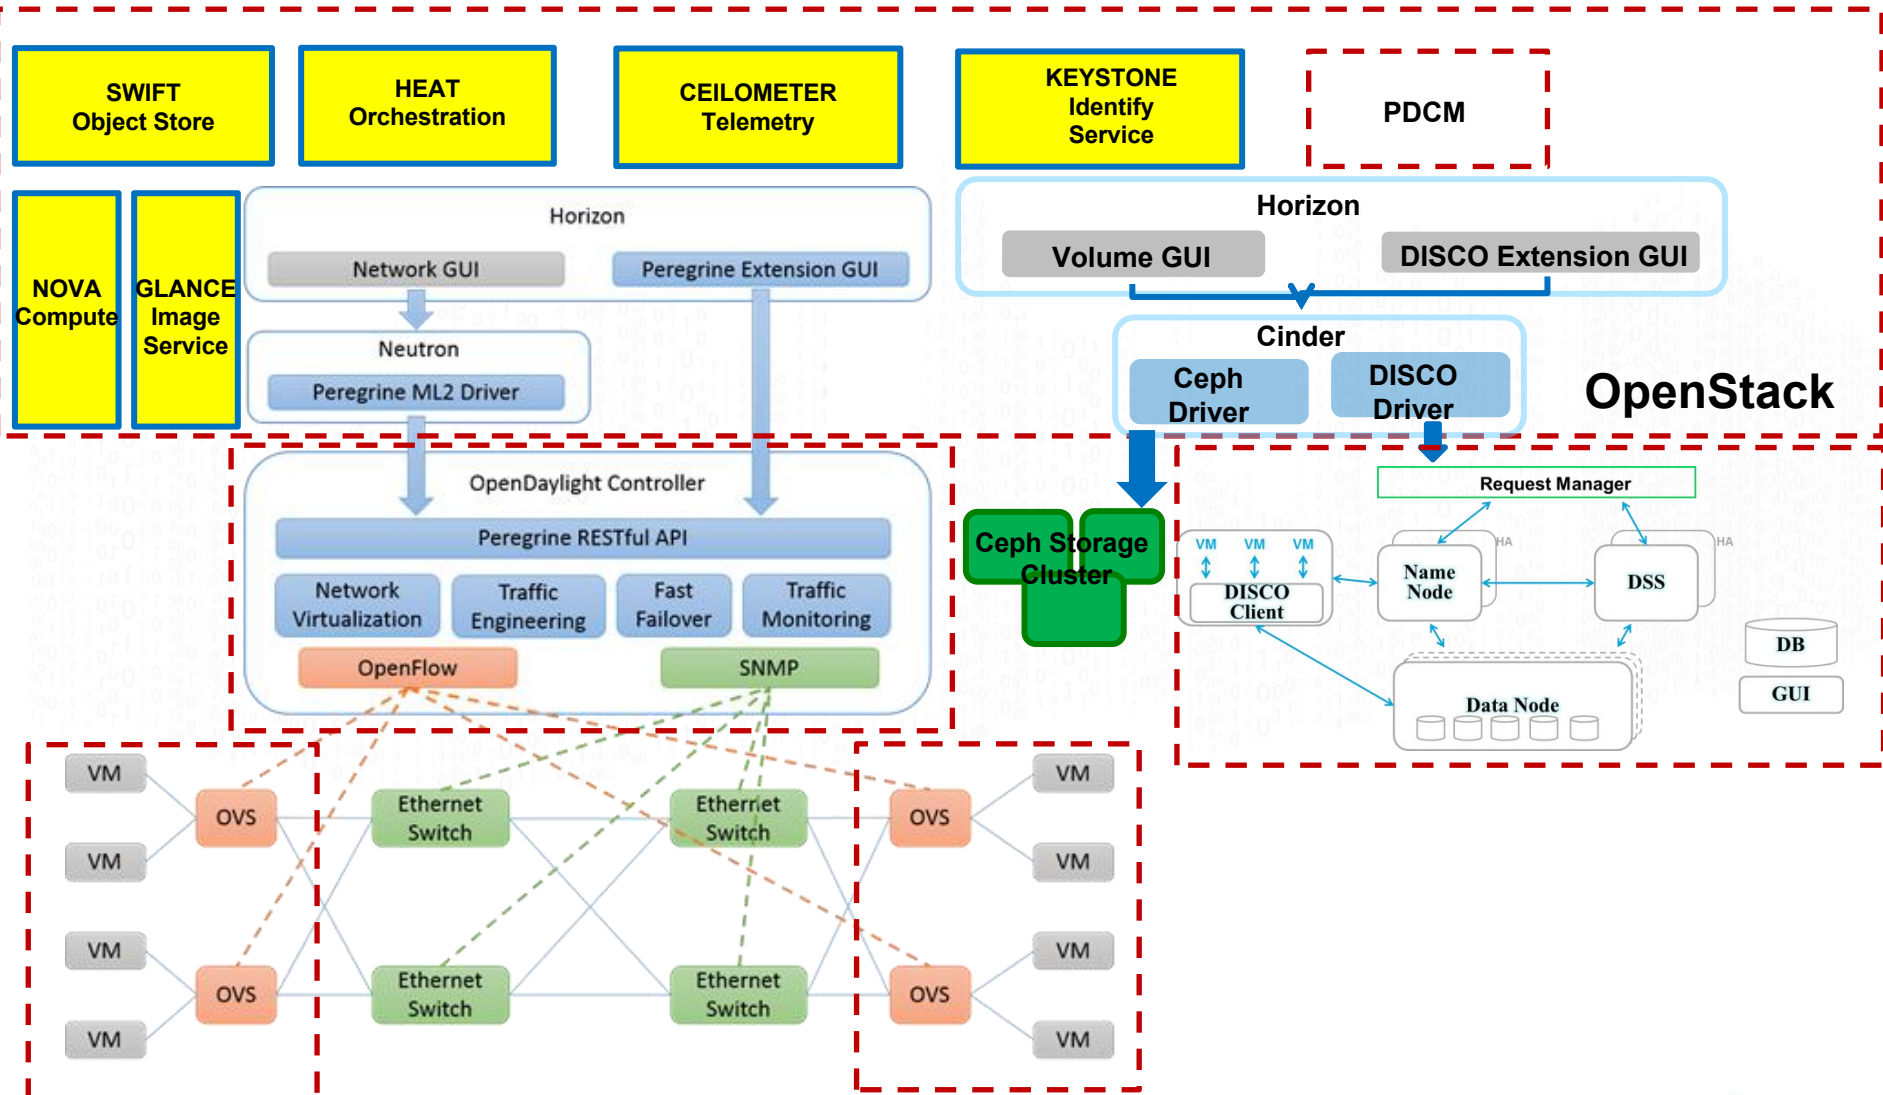 SWIFT
Object Store
HEAT
Orchestration
CEILOMETER
Telemetry
KEYSTONE
Identify
Service
PDCM
NOVA
Compute
GLANCE
Image
Service
Horizon
Network GUI
Peregrine Extension GUI
Neutron
Peregrine ML2 Driver
Horizon
Volume GUI
DISCO Extension GUI
Cinder
Ceph
Driver
DISCO
Driver
OpenStack
OpenDaylight Controller
Peregrine RESTful API
Network
Virtualization
Traffic
Engineering
Fast
Failover
Traffic
Monitoring
OpenFlow
SNMP
Ceph Storage
Cluster
Request Manager
VM
VM
VM
DISCO
Client
HA
Name
Node
HA
DSS
Data Node
DB
GUI
VM
VM
VM
VM
OVS
OVS
Ethernet
Switch
Ethernet
Switch
Ethernet
Switch
Ethernet
Switch
OVS
OVS
VM
VM
VM
VM